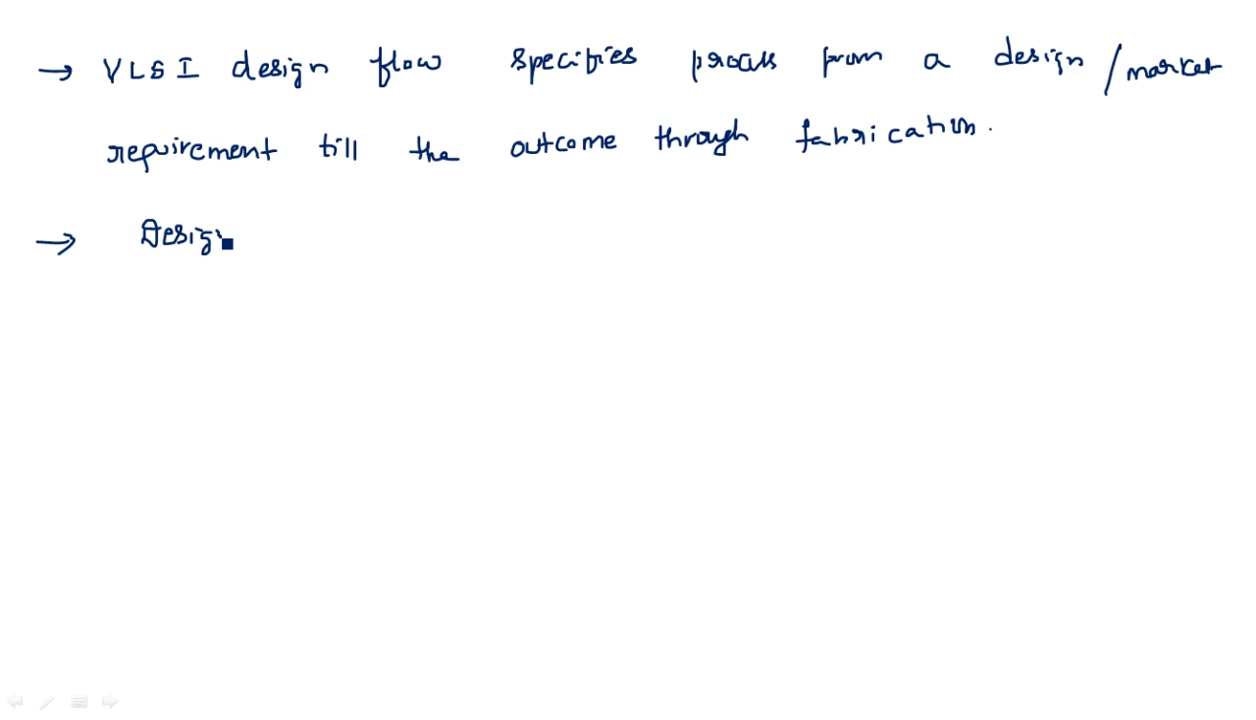 → VLSI design flow specifies process from a design / market
requirement till the outcome through fabrication.
→ Design